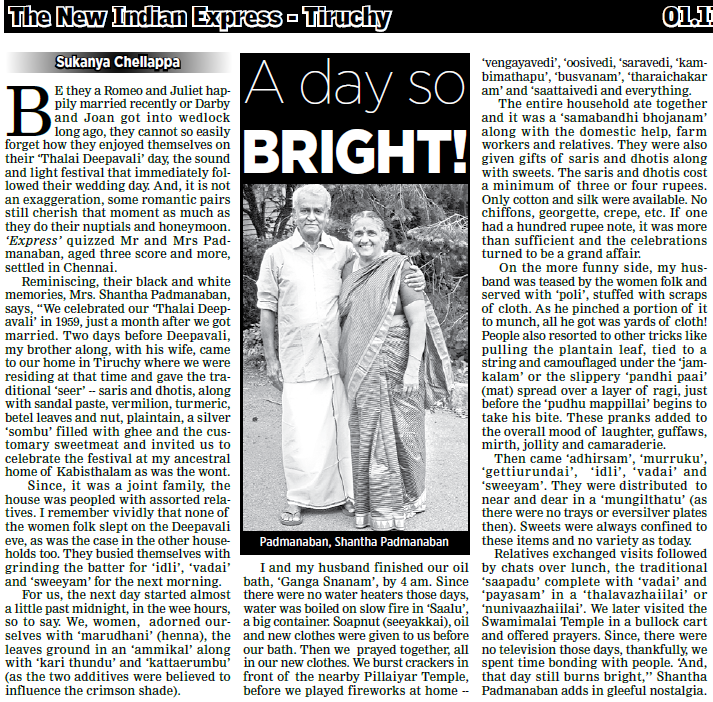 The New Indian Express - Tiruchy
01.1
Sukanya Chellappa
A day so
BRIGHT!
BE they a Romeo and Juliet hap-
pily married recently or Darby
and Joan got into wedlock
long ago, they cannot so easily
forget how they enjoyed themselves on
their ‘Thalai Deepavali’ day, the sound
and light festival that immediately fol-
lowed their wedding day. And, it is not
an exaggeration, some romantic pairs
still cherish that moment as much as
they do their nuptials and honeymoon.
‘Express’ quizzed Mr and Mrs Pad-
manaban, aged three score and more,
settled in Chennai.
Reminiscing, their black and white
memories, Mrs. Shantha Padmanaban,
says, “We celebrated our ‘Thalai Deep-
avali’ in 1959, just a month after we got
married. Two days before Deepavali,
my brother along, with his wife, came
to our home in Tiruchy where we were
residing at that time and gave the tra-
ditional ‘seer’ -- saris and dhotis, along
with sandal paste, vermilion, turmeric,
betel leaves and nut, plantain, a silver
‘sombu’ filled with ghee and the cus-
tomary sweetmeat and invited us to
celebrate the festival at my ancestral
home of Kabisthalam as was the wont.
Since, it was a joint family, the
house was peopled with assorted rela-
tives. I remember vividly that none of
the women folk slept on the Deepavali
eve, as was the case in the other house-
holds too. They busied themselves with
grinding the batter for ‘idli’, ‘vadai’
and ‘sweeyam’ for the next morning.
For us, the next day started almost
a little past midnight, in the wee hours,
so to say. We, women, adorned our-
selves with ‘marudhani’ (henna), the
leaves ground in an ‘ammikal’ along
with ‘kari thundu’ and ‘kattaerumbu’
(as the two additives were believed to
influence the crimson shade).
Padmanaban, Shantha Padmanaban
I and my husband finished our oil
bath, ‘Ganga Snanam’, by 4 am. Since
there were no water heaters those days,
water was boiled on slow fire in ‘Saalu’,
a big container. Soapnut (seeyakkai), oil
and new clothes were given to us before
our bath. Then we prayed together, all
in our new clothes. We burst crackers in
front of the nearby Pillaiyar Temple,
before we played fireworks at home --
‘vengayavedi’, ‘oosivedi, ‘saravedi, ‘kam-
bimathapu’, ‘busvanam’, ‘tharaichakar
am’ and ‘saattaivedi and everything.
The entire household ate together
and it was a ‘samabandhi bhojanam’
along with the domestic help, farm
workers and relatives. They were also
given gifts of saris and dhotis along
with sweets. The saris and dhotis cost
a minimum of three or four rupees.
Only cotton and silk were available. No
chiffons, georgette, crepe, etc. If one
had a hundred rupee note, it was more
than sufficient and the celebrations
turned to be a grand affair.
On the more funny side, my hus-
band was teased by the women folk and
served with ‘poli’, stuffed with scraps
of cloth. As he pinched a portion of it
to munch, all he got was yards of cloth!
People also resorted to other tricks like
pulling the plantain leaf, tied to a
string and camouflaged under the ‘jam-
kalam’ or the slippery ‘pandhi paai’
(mat) spread over a layer of ragi, just
before the ‘pudhu mappillai’ begins to
take his bite. These pranks added to
the overall mood of laughter, guffaws,
mirth, jollity and camaraderie.
Then came ‘adhirsam’, ‘murruku’,
‘gettiurundai’, ‘idli’, ‘vadai’ and
‘sweeyam’. They were distributed to
near and dear in a ‘mungilthatu’ (as
there were no trays or eversilver plates
then). Sweets were always confined to
these items and no variety as today.
Relatives exchanged visits followed
by chats over lunch, the traditional
‘saapadu’ complete with ‘vadai’ and
‘payasam’ in a ‘thalavazhaiilai’ or
‘nunivaazhaiilai’. We later visited the
Swamimalai Temple in a bullock cart
and offered prayers. Since, there were
no television those days, thankfully, we
spent time bonding with people. ‘And,
that day still burns bright,” Shantha
Padmanaban adds in gleeful nostalgia.